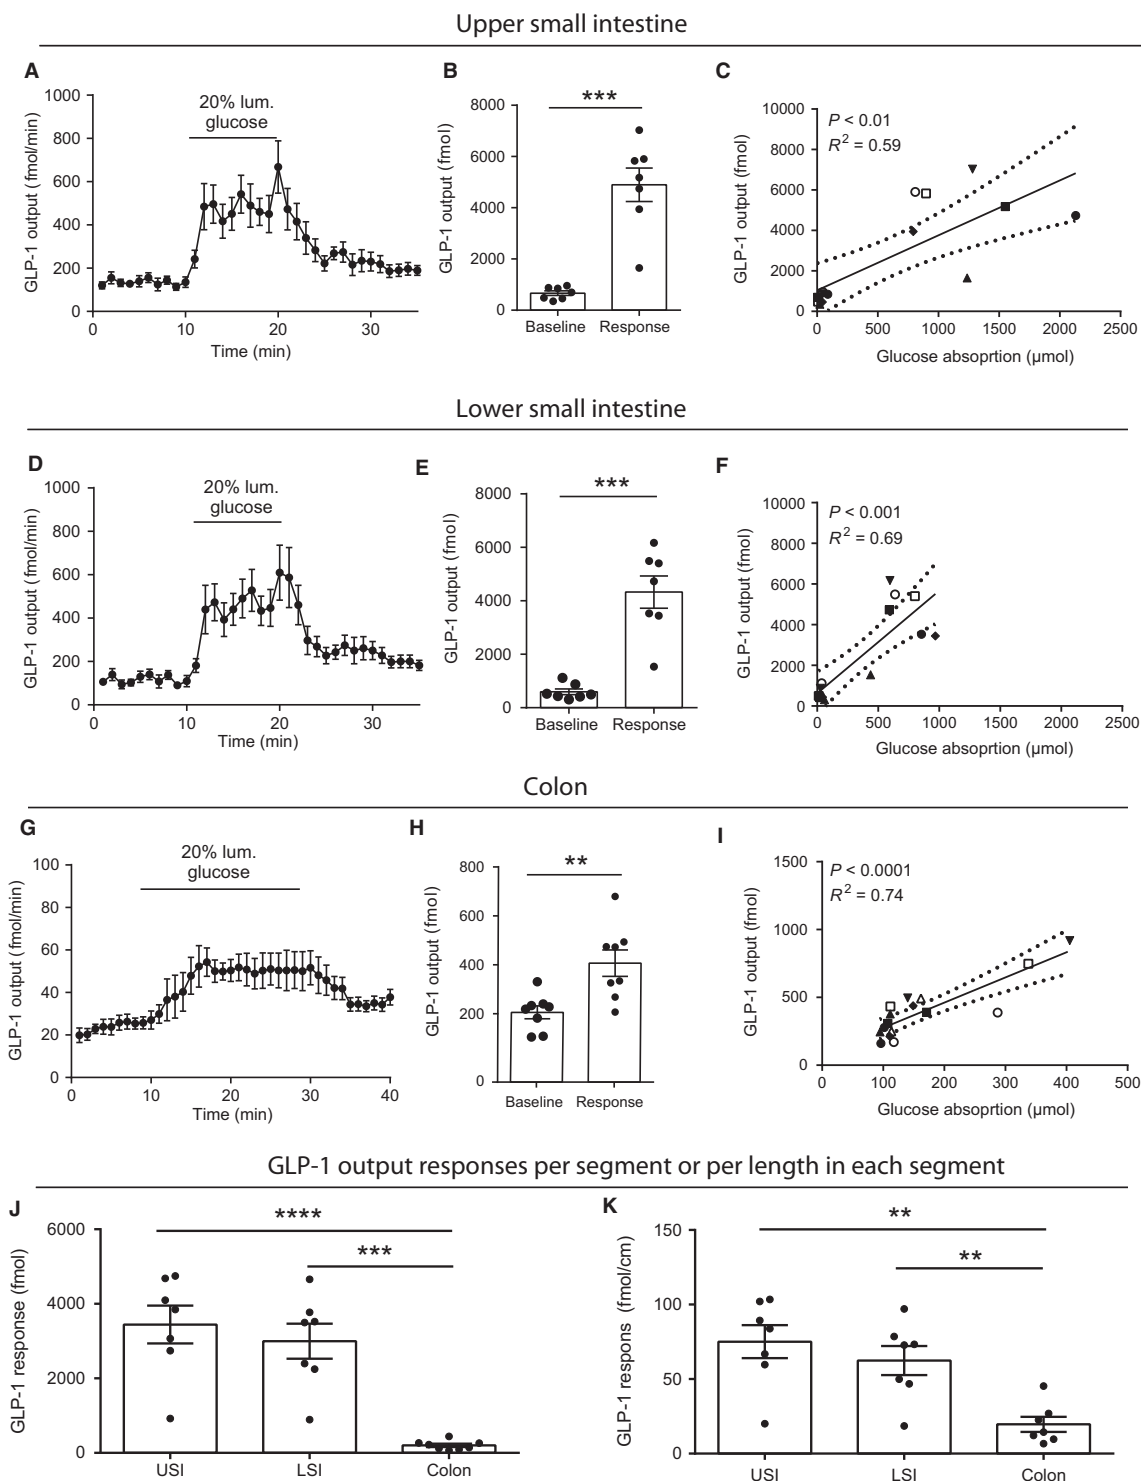 Upper small intestine
A
GLP-1 output (fmol/min)
1000
800
600
400
200
0
20% lum.
glucose
0
10
20
30
Time (min)
B
GLP-1 output (fmol)
8000
6000
4000
2000
0
***
Baseline
Response
C
GLP-1 output (fmol)
10000
8000
6000
4000
2000
0
P < 0.01
R² = 0.59
0
500
1000
1500
2000
2500
Glucose absoprtion (µmol)
Lower small intestine
D
GLP-1 output (fmol/min)
1000
800
600
400
200
0
20% lum.
glucose
0
10
20
30
Time (min)
E
GLP-1 output (fmol)
8000
6000
4000
2000
0
***
Baseline
Response
F
GLP-1 output (fmol)
10000
8000
6000
4000
2000
0
P < 0.001
R² = 0.69
0
500
1000
1500
2000
2500
Glucose absoprtion (µmol)
Colon
G
GLP-1 output (fmol/min)
100
80
60
40
20
0
20% lum.
glucose
0
10
20
30
40
Time (min)
H
GLP-1 output (fmol)
800
600
400
200
0
**
Baseline
Response
I
GLP-1 output (fmol)
1500
1000
500
0
P < 0.0001
R² = 0.74
0
100
200
300
400
500
Glucose absoprtion (µmol)
GLP-1 output responses per segment or per length in each segment
J
GLP-1 response (fmol)
6000
4000
2000
0
****
***
USI
LSI
Colon
K
GLP-1 respons (fmol/cm)
150
100
50
0
**
**
USI
LSI
Colon